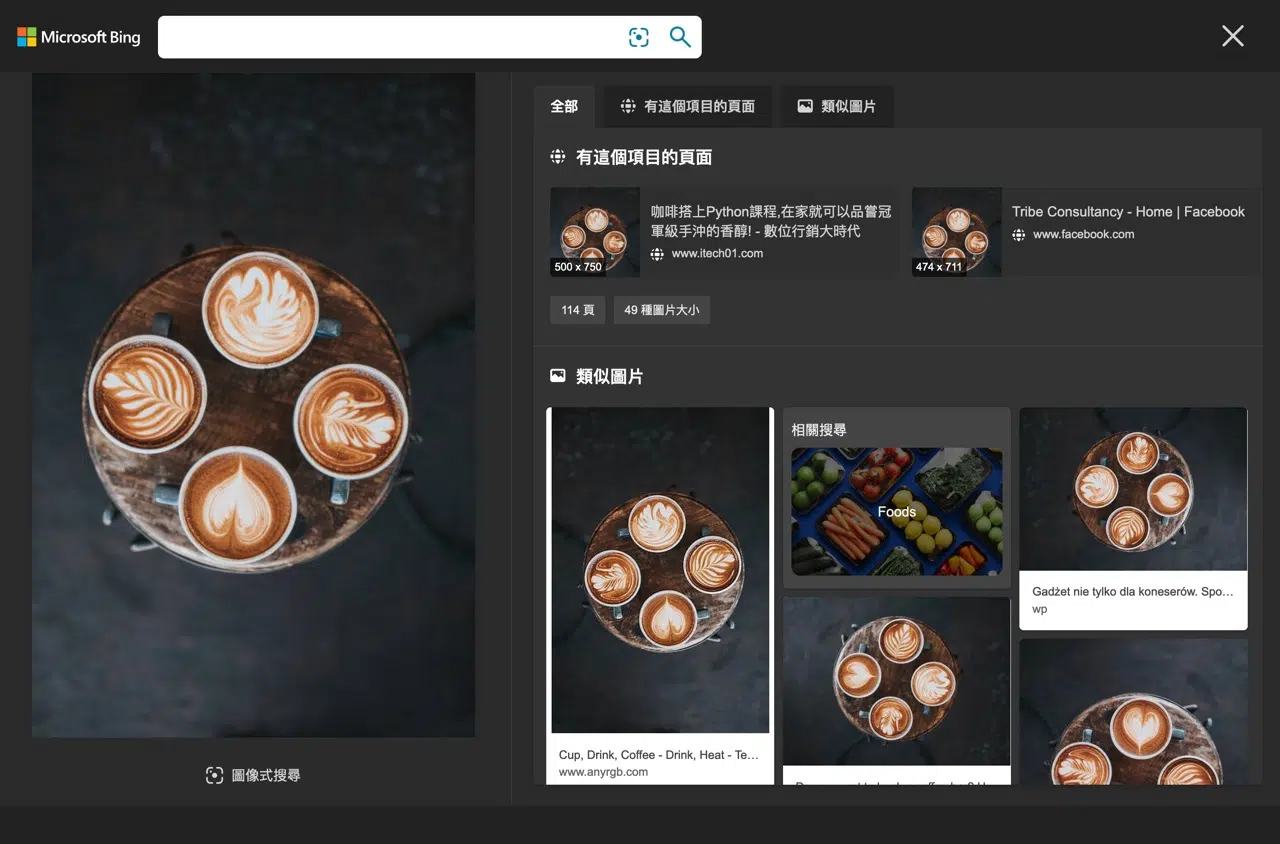 Microsoft Bing
全部
有這個項目的頁面
類似圖片
有這個項目的頁面
500 x 750
咖啡搭上Python課程,在家就可以品嘗冠
軍級手沖的香醇! - 數位行銷大時代
www.itech01.com
474 x 711
Tribe Consultancy - Home | Facebook
www.facebook.com
114 頁
49 種圖片大小
類似圖片
Cup, Drink, Coffee - Drink, Heat - Te…
www.anyrgb.com
相關搜尋
Foods
Gadżet nie tylko dla koneserów. Spo…
wp
圖像式搜尋